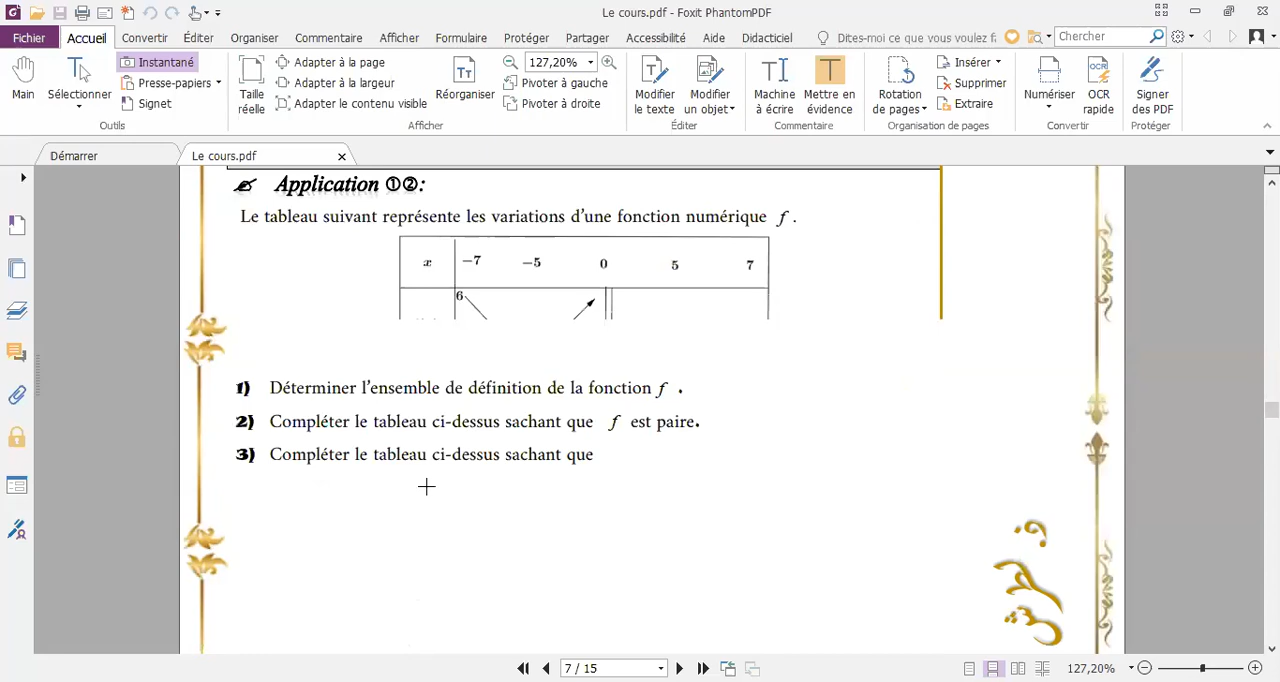 Le cours.pdf - Foxit PhantomPDF
Fichier Accueil Convertir Éditer Organiser Commentaire Afficher Formulaire Protéger Partager Accessibilité Aide Didacticiel Dites-moi ce que vous voulez f Chercher
Main
Sélectionner
Instantané
Presse-papiers
Signet
Outils
Taille réelle
Adapter à la page
Adapter à la largeur
Adapter le contenu visible
Réorganiser
127,20%
Pivoter à gauche
Pivoter à droite
Afficher
Modifier le texte
Modifier un objet
Éditer
Machine à écrire
Mettre en évidence
Commentaire
Rotation de pages
Insérer
Supprimer
Extraire
Organisation de pages
Numériser
OCR rapide
Convertir
Signer des PDF
Protéger
Démarrer Le cours.pdf
Application ①②:
Le tableau suivant représente les variations d'une fonction numérique f .
x −7 −5 0 5 7
6
1) Déterminer l'ensemble de définition de la fonction f .
2) Compléter le tableau ci-dessus sachant que f est paire.
3) Compléter le tableau ci-dessus sachant que
7 / 15 127,20%